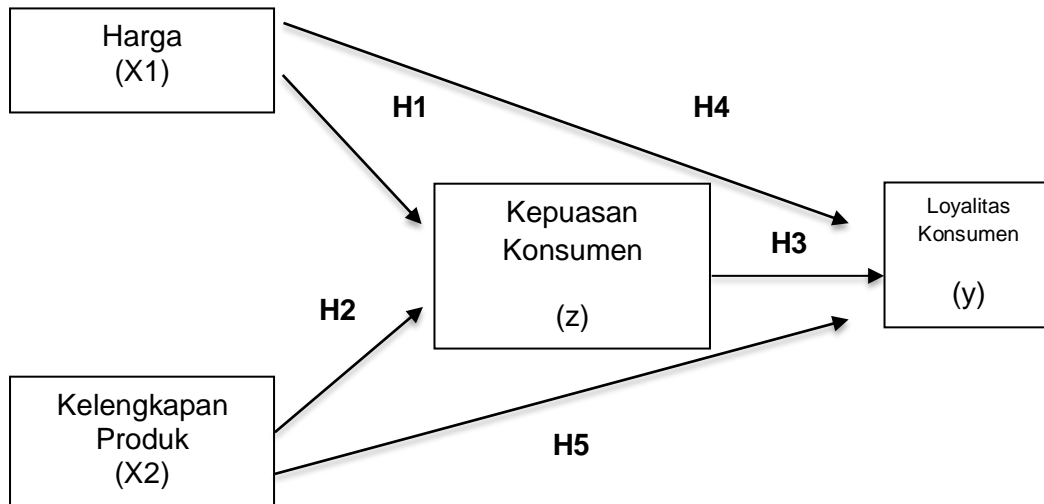 Harga
(X1)
H1
H4
Kepuasan
Konsumen
(z)
H3
Loyalitas
Konsumen
(y)
H2
Kelengkapan
Produk
(X2)
H5